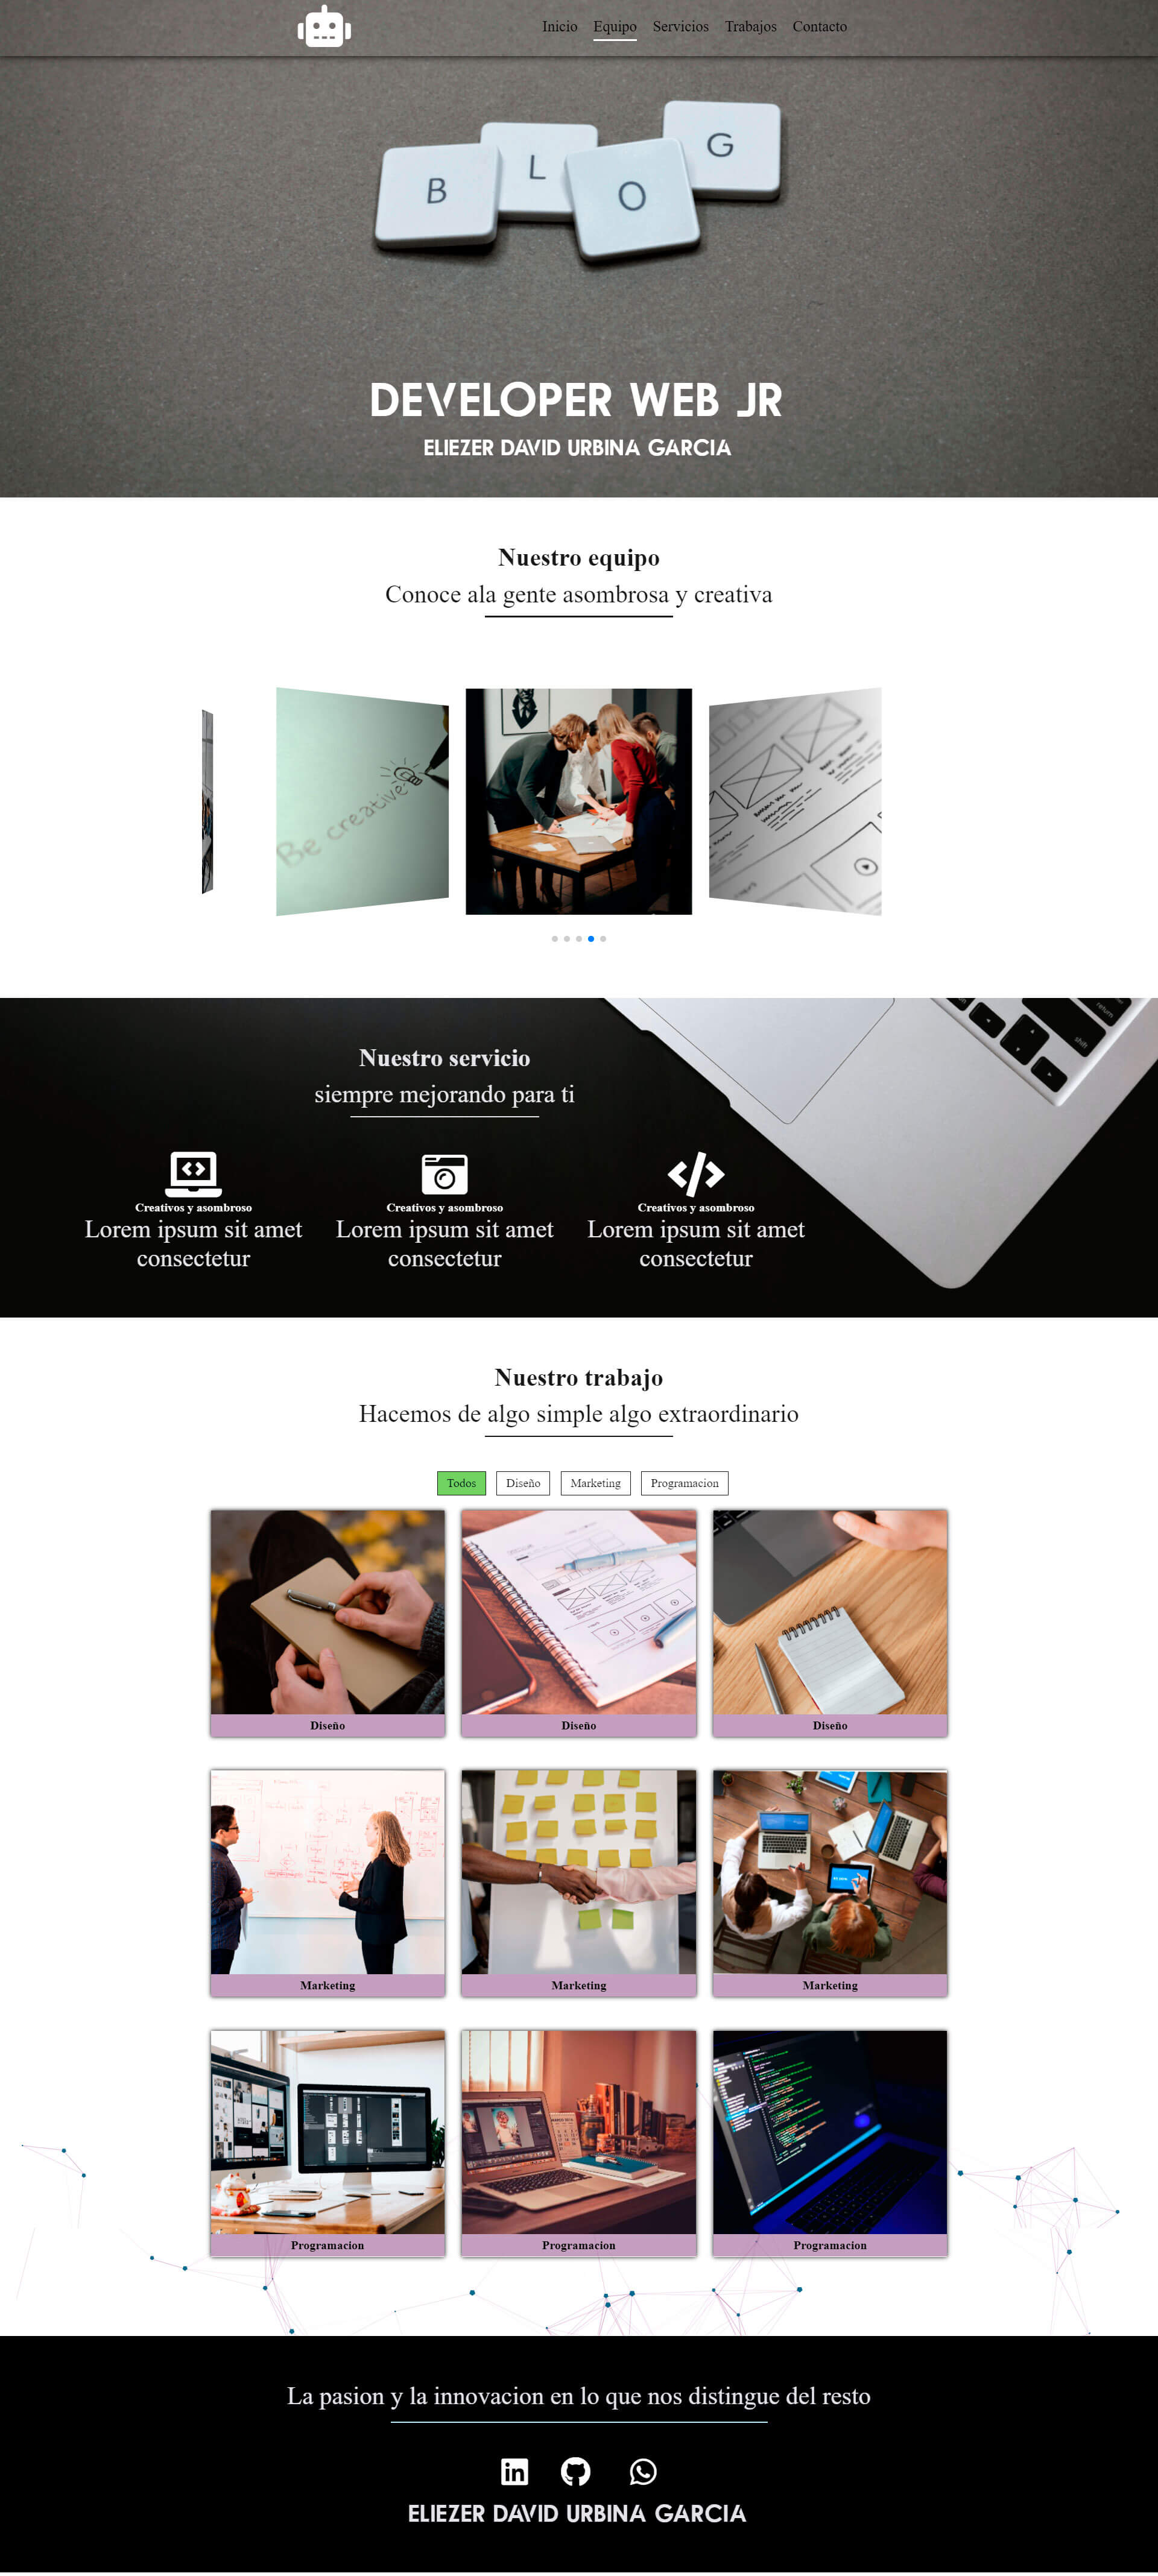 Inicio Equipo Servicios Trabajos Contacto
B L O G
DEVELOPER WEB JR
ELIEZER DAVID URBINA GARCIA
Nuestro equipo
Conoce ala gente asombrosa y creativa
Be creative
Nuestro servicio
siempre mejorando para ti
return
shift
Creativos y asombroso
Lorem ipsum sit amet
consectetur
Creativos y asombroso
Lorem ipsum sit amet
consectetur
Creativos y asombroso
Lorem ipsum sit amet
consectetur
Nuestro trabajo
Hacemos de algo simple algo extraordinario
Todos Diseño Marketing Programacion
Diseño Diseño Diseño
Marketing Marketing Marketing
Programacion Programacion Programacion
La pasion y la innovacion en lo que nos distingue del resto
in
ELIEZER DAVID URBINA GARCIA